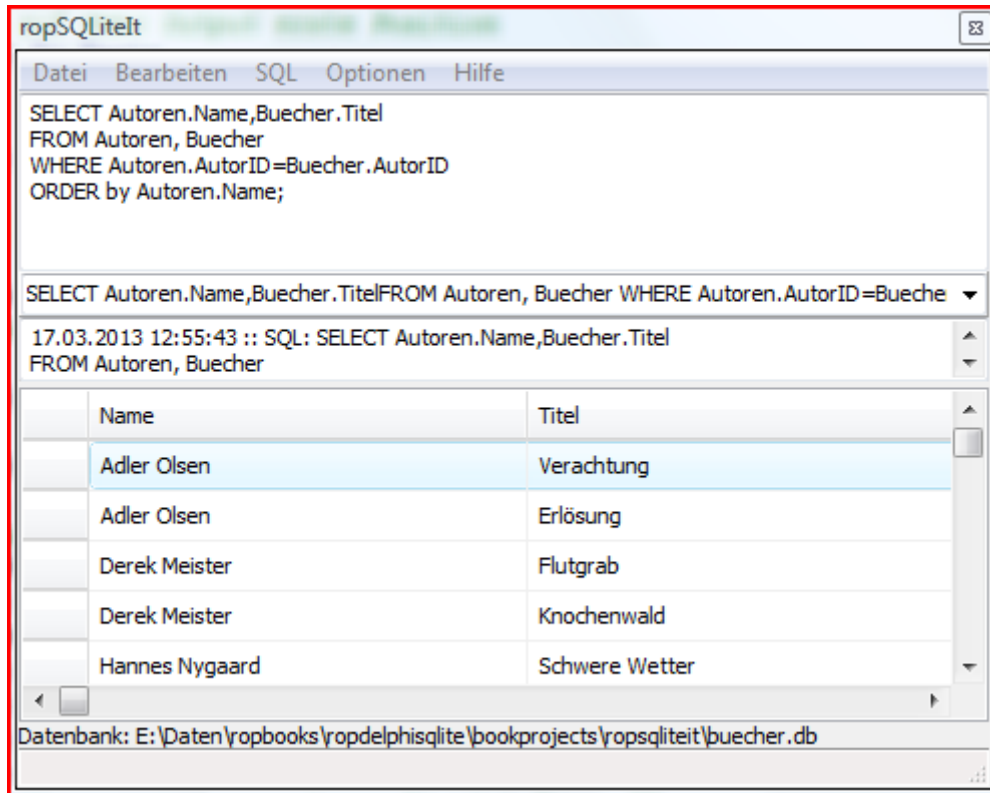 ropSQLiteIt
Datei Bearbeiten SQL Optionen Hilfe
SELECT Autoren.Name,Buecher.Titel
FROM Autoren, Buecher
WHERE Autoren.AutorID=Buecher.AutorID
ORDER by Autoren.Name;
SELECT Autoren.Name,Buecher.TitelFROM Autoren, Buecher WHERE Autoren.AutorID=Bueche
17.03.2013 12:55:43 :: SQL: SELECT Autoren.Name,Buecher.Titel
FROM Autoren, Buecher
Name Titel
Adler Olsen Verachtung
Adler Olsen Erlösung
Derek Meister Flutgrab
Derek Meister Knochenwald
Hannes Nygaard Schwere Wetter
Datenbank: E:\Daten\ropbooks\ropdelphisqlite\bookprojects\ropsqliteit\buecher.db